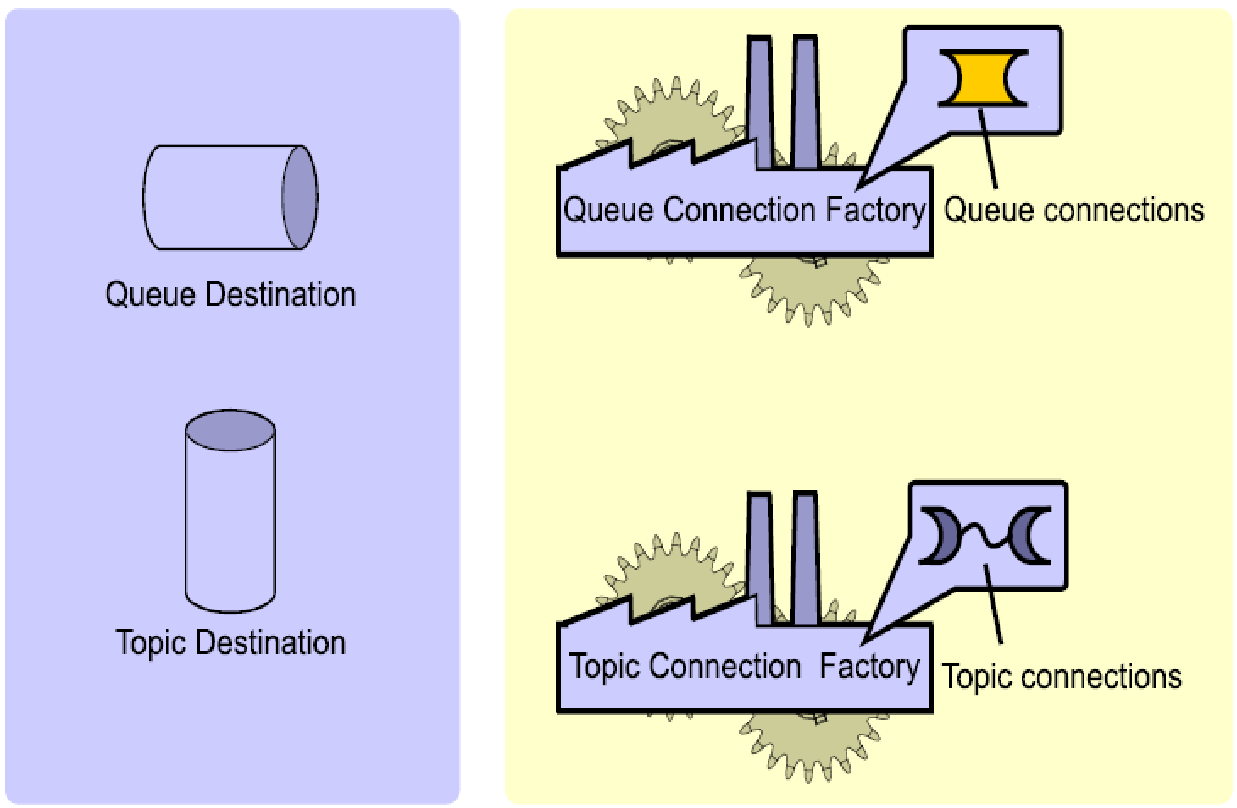 Queue Destination
Topic Destination
Queue Connection Factory
Queue connections
Topic Connection Factory
Topic connections